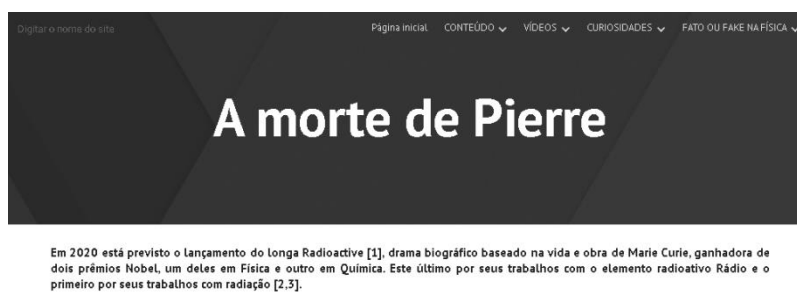 Digitar o nome do site
Página inicial CONTEÚDO VÍDEOS CURIOSIDADES FATO OU FAKE NA FÍSICA
A morte de Pierre
Em 2020 está previsto o lançamento do longa Radioactive [1], drama biográfico baseado na vida e obra de Marie Curie, ganhadora de
dois prêmios Nobel, um deles em Física e outro em Química. Este último por seus trabalhos com o elemento radioativo Rádio e o
primeiro por seus trabalhos com radiação [2,3].